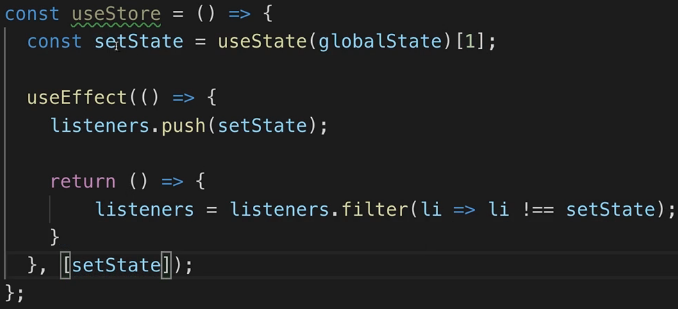 const useStore = () => {
  const setState = useState(globalState)[1];

  useEffect(() => {
    listeners.push(setState);

    return () => {
        listeners = listeners.filter(li => li !== setState);
    }
  }, [setState]);
};